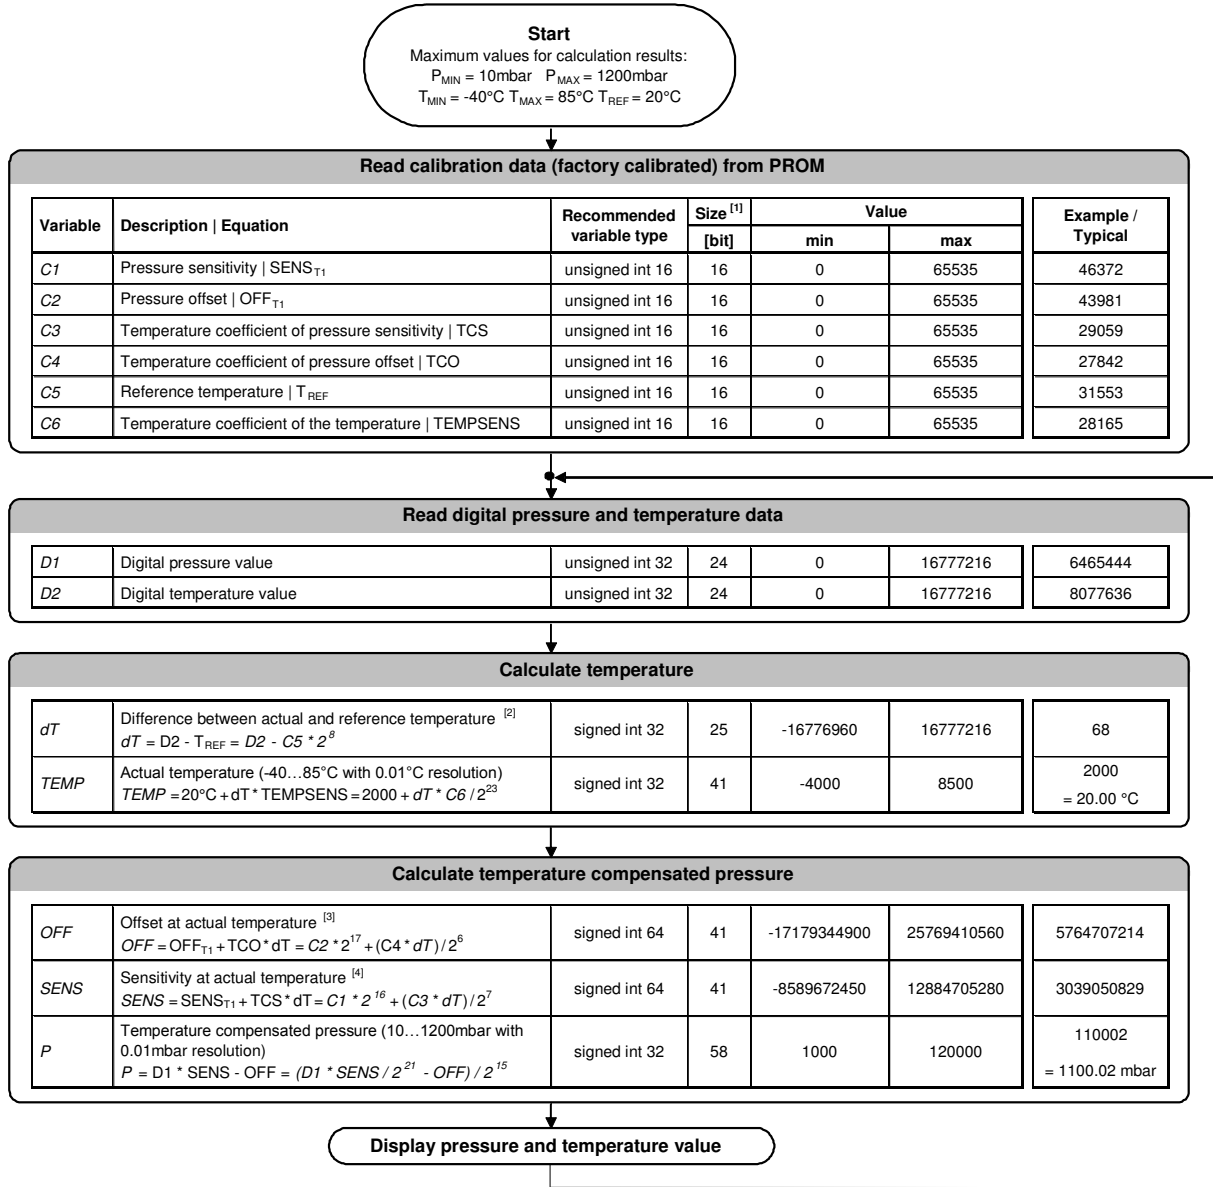 Start
Maximum values for calculation results:
P_MIN = 10mbar P_MAX = 1200mbar
T_MIN = -40°C T_MAX = 85°C T_REF = 20°C
Read calibration data (factory calibrated) from PROM
Variable Description | Equation Recommended variable type Size [1] [bit] Value min max Example / Typical
C1 Pressure sensitivity | SENS_T1 unsigned int 16 16 0 65535 46372
C2 Pressure offset | OFF_T1 unsigned int 16 16 0 65535 43981
C3 Temperature coefficient of pressure sensitivity | TCS unsigned int 16 16 0 65535 29059
C4 Temperature coefficient of pressure offset | TCO unsigned int 16 16 0 65535 27842
C5 Reference temperature | T_REF unsigned int 16 16 0 65535 31553
C6 Temperature coefficient of the temperature | TEMPSENS unsigned int 16 16 0 65535 28165
Read digital pressure and temperature data
D1 Digital pressure value unsigned int 32 24 0 16777216 6465444
D2 Digital temperature value unsigned int 32 24 0 16777216 8077636
Calculate temperature
Difference between actual and reference temperature [2]
dT dT = D2 - T_REF = D2 - C5 * 2^8 signed int 32 25 -16776960 16777216 68
Actual temperature (-40…85°C with 0.01°C resolution) 2000
TEMP TEMP = 20°C + dT * TEMPSENS = 2000 + dT * C6 / 2^23 signed int 32 41 -4000 8500 = 20.00 °C
Calculate temperature compensated pressure
Offset at actual temperature [3]
OFF OFF = OFF_T1 + TCO * dT = C2 * 2^17 + (C4 * dT) / 2^6 signed int 64 41 -17179344900 25769410560 5764707214
Sensitivity at actual temperature [4]
SENS SENS = SENS_T1 + TCS * dT = C1 * 2^16 + (C3 * dT) / 2^7 signed int 64 41 -8589672450 12884705280 3039050829
Temperature compensated pressure (10…1200mbar with 110002
0.01mbar resolution)
P P = D1 * SENS - OFF = (D1 * SENS / 2^21 - OFF) / 2^15 signed int 32 58 1000 120000 = 1100.02 mbar
Display pressure and temperature value